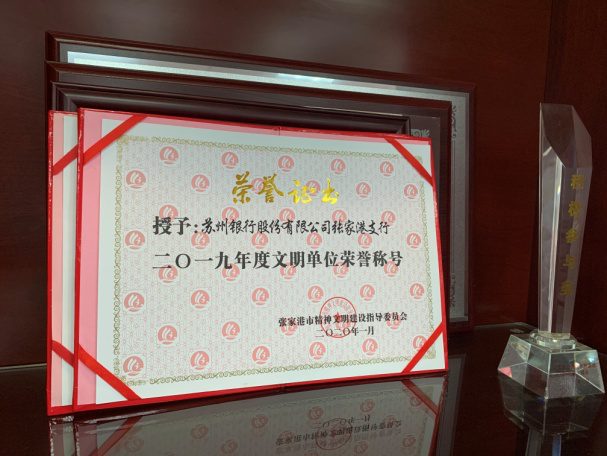 荣誉证书
授予：苏州银行股份有限公司张家港支行
二〇一九年度文明单位荣誉称号
张家港市精神文明建设指导委员会
二〇二〇年一月